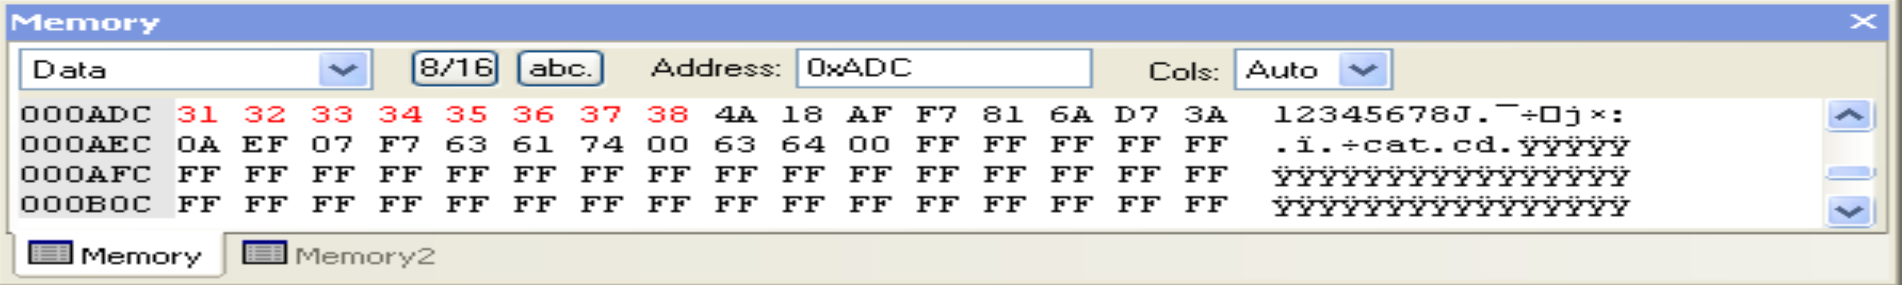 Memory
Data 8/16 abc. Address: 0xADC Cols: Auto
000ADC 31 32 33 34 35 36 37 38 4A 18 AF F7 81 6A D7 3A 12345678J.¯÷□j×:
000AEC 0A EF 07 F7 63 61 74 00 63 64 00 FF FF FF FF FF .ï.÷cat.cd.ÿÿÿÿÿ
000AFC FF FF FF FF FF FF FF FF FF FF FF FF FF FF FF FF ÿÿÿÿÿÿÿÿÿÿÿÿÿÿÿÿ
000B0C FF FF FF FF FF FF FF FF FF FF FF FF FF FF FF FF ÿÿÿÿÿÿÿÿÿÿÿÿÿÿÿÿ
Memory Memory2